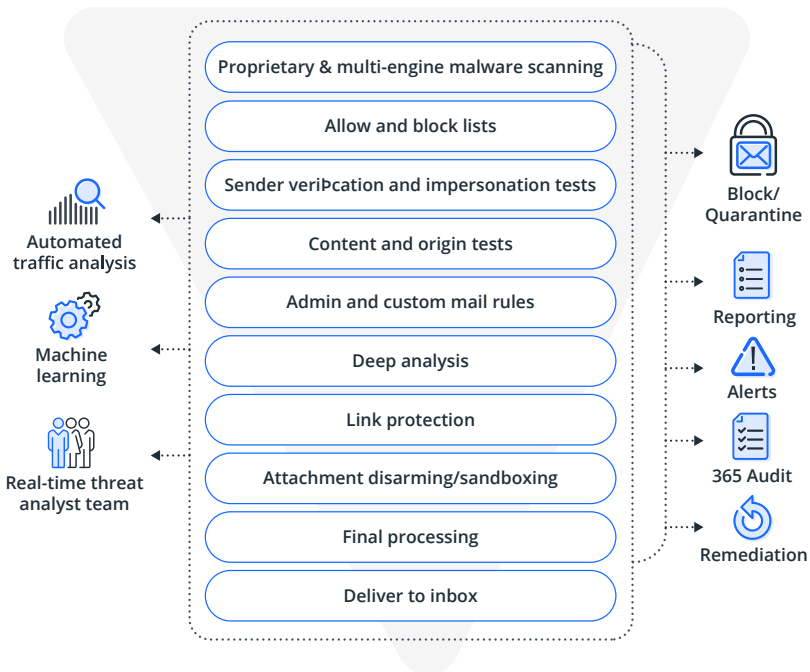 Proprietary & multi-engine malware scanning
Allow and block lists
Sender veriÞcation and impersonation tests
Content and origin tests
Admin and custom mail rules
Deep analysis
Link protection
Attachment disarming/sandboxing
Final processing
Deliver to inbox
Automated
traffic analysis
Machine
learning
Real-time threat
analyst team
Block/
Quarantine
Reporting
Alerts
365 Audit
Remediation